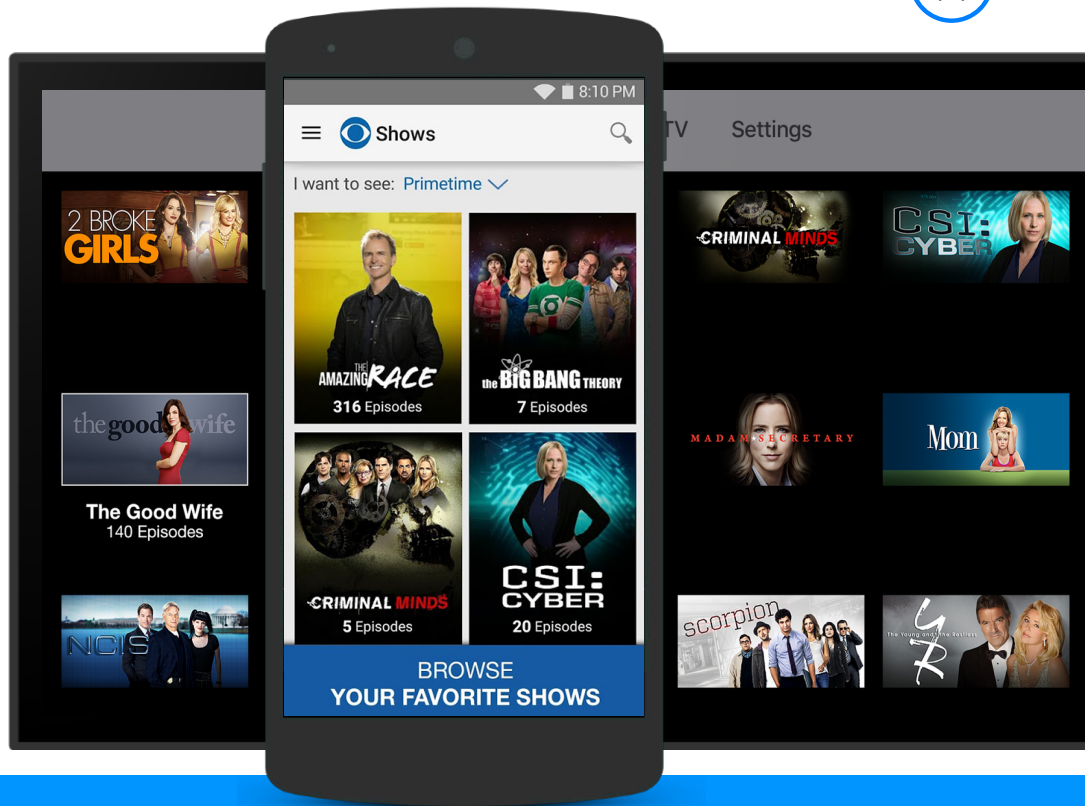 8:10 PM
Shows
I want to see: Primetime
THE
AMAZING RACE
316 Episodes
the BIG BANG THEORY
7 Episodes
CRIMINAL MINDS
5 Episodes
CSI:
CYBER
20 Episodes
BROWSE
YOUR FAVORITE SHOWS
TV
Settings
2 BROKE
GIRLS
CRIMINAL MINDS
CSI:
CYBER
the good wife
The Good Wife
140 Episodes
MADAM SECRETARY
Mom
NCIS
scorpion
Y&R
The Young and the Restless